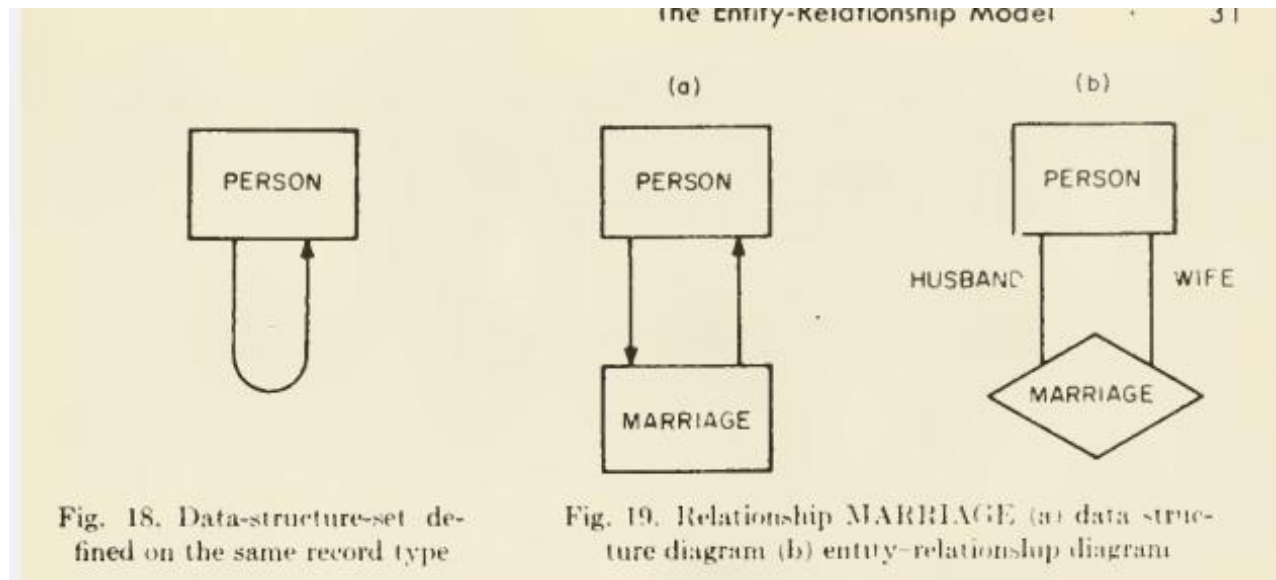 The Entity-Relationship Model · 31
(a)
(b)
PERSON
PERSON
PERSON
HUSBAND
WIFE
MARRIAGE
MARRIAGE
Fig. 18. Data-structure-set de-
fined on the same record type
Fig. 19. Relationship MARRIAGE (a) data struc-
ture diagram (b) entity-relationship diagram